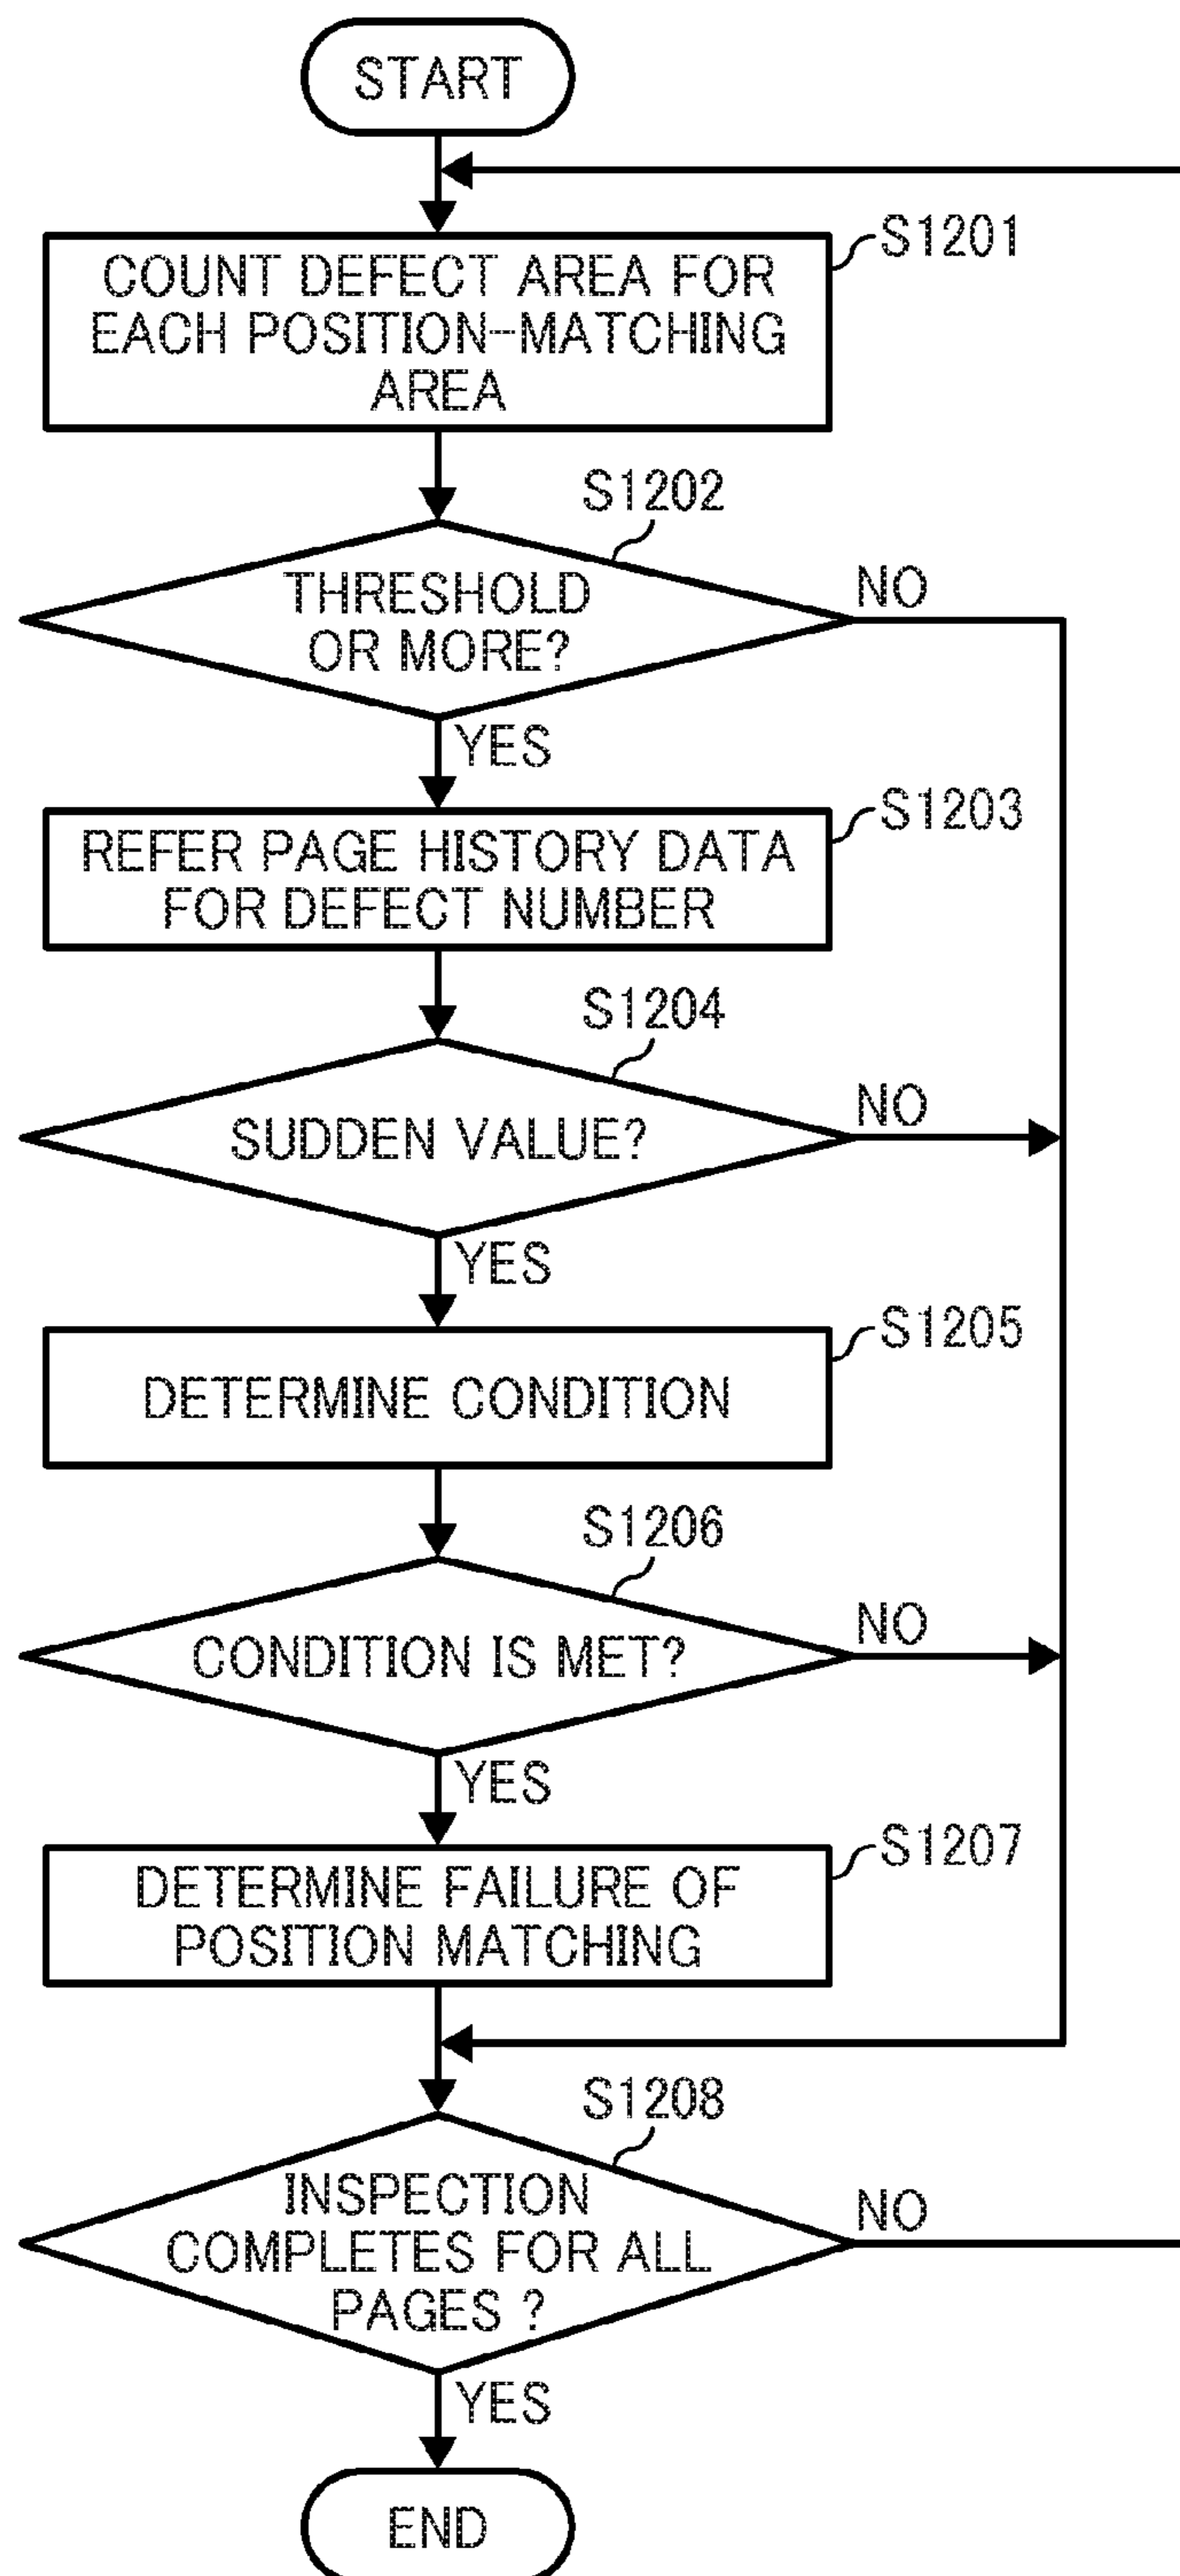 START
S1201
COUNT DEFECT AREA FOR
EACH POSITION-MATCHING
AREA
S1202
THRESHOLD
OR MORE?
NO
YES
S1203
REFER PAGE HISTORY DATA
FOR DEFECT NUMBER
S1204
SUDDEN VALUE?
NO
YES
S1205
DETERMINE CONDITION
S1206
CONDITION IS MET?
NO
YES
S1207
DETERMINE FAILURE OF
POSITION MATCHING
S1208
INSPECTION
COMPLETES FOR ALL
PAGES ?
NO
YES
END